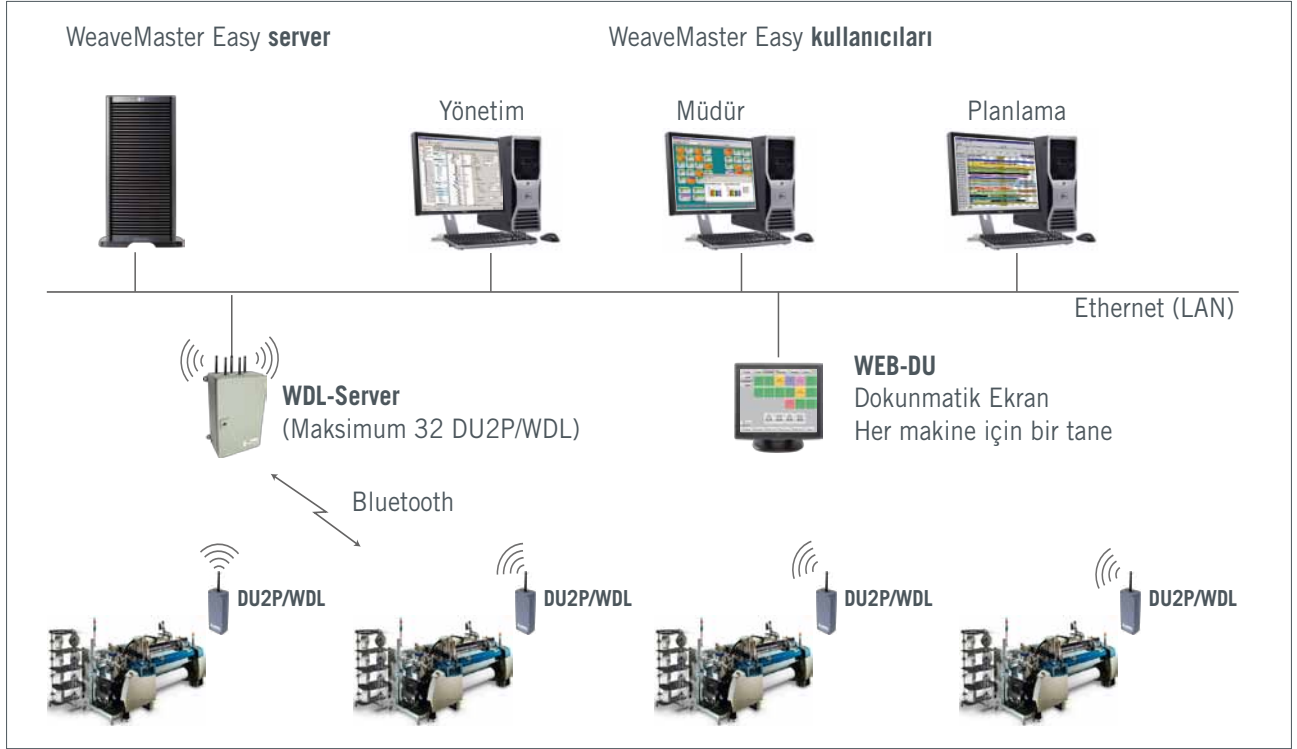 WeaveMaster Easy server
WeaveMaster Easy kullanıcıları
Yönetim
Müdür
Planlama
Ethernet (LAN)
WDL-Server
(Maksimum 32 DU2P/WDL)
WEB-DU
Dokunmatik Ekran
Her makine için bir tane
Bluetooth
DU2P/WDL
DU2P/WDL
DU2P/WDL
DU2P/WDL